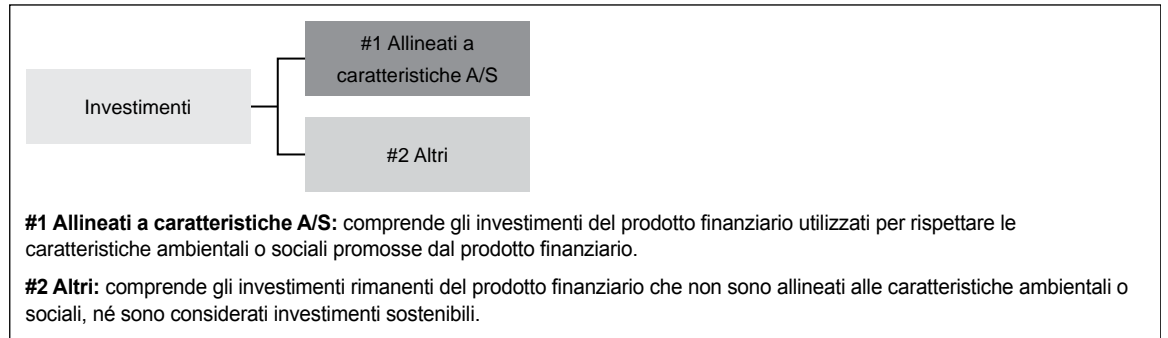 #1 Allineati a
caratteristiche A/S
Investimenti
#2 Altri
#1 Allineati a caratteristiche A/S: comprende gli investimenti del prodotto finanziario utilizzati per rispettare le
caratteristiche ambientali o sociali promosse dal prodotto finanziario.
#2 Altri: comprende gli investimenti rimanenti del prodotto finanziario che non sono allineati alle caratteristiche ambientali o
sociali, né sono considerati investimenti sostenibili.